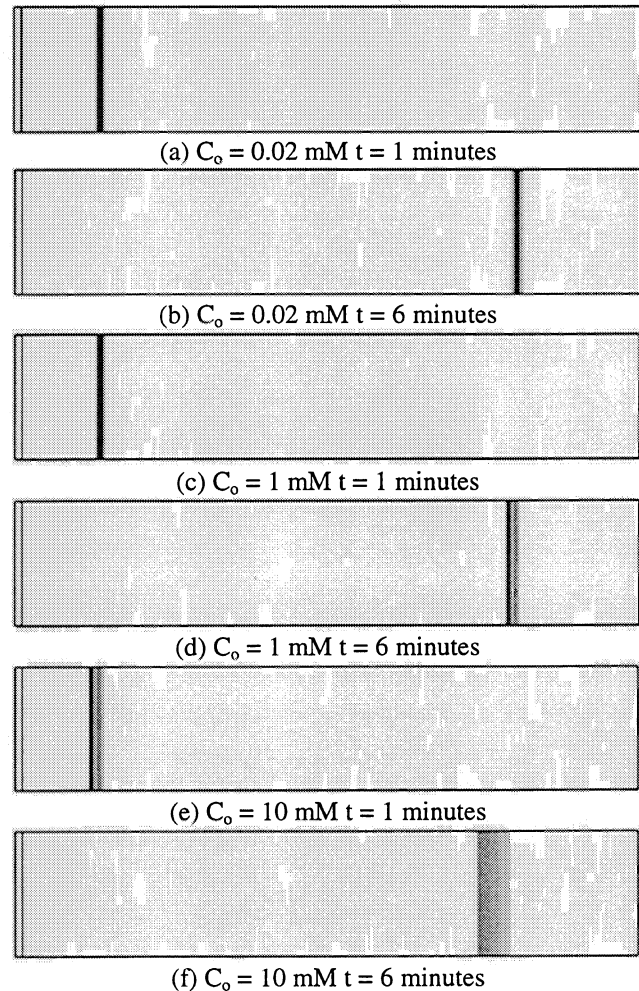 (a) Cₒ = 0.02 mM t = 1 minutes
(b) Cₒ = 0.02 mM t = 6 minutes
(c) Cₒ = 1 mM t = 1 minutes
(d) Cₒ = 1 mM t = 6 minutes
(e) Cₒ = 10 mM t = 1 minutes
(f) Cₒ = 10 mM t = 6 minutes